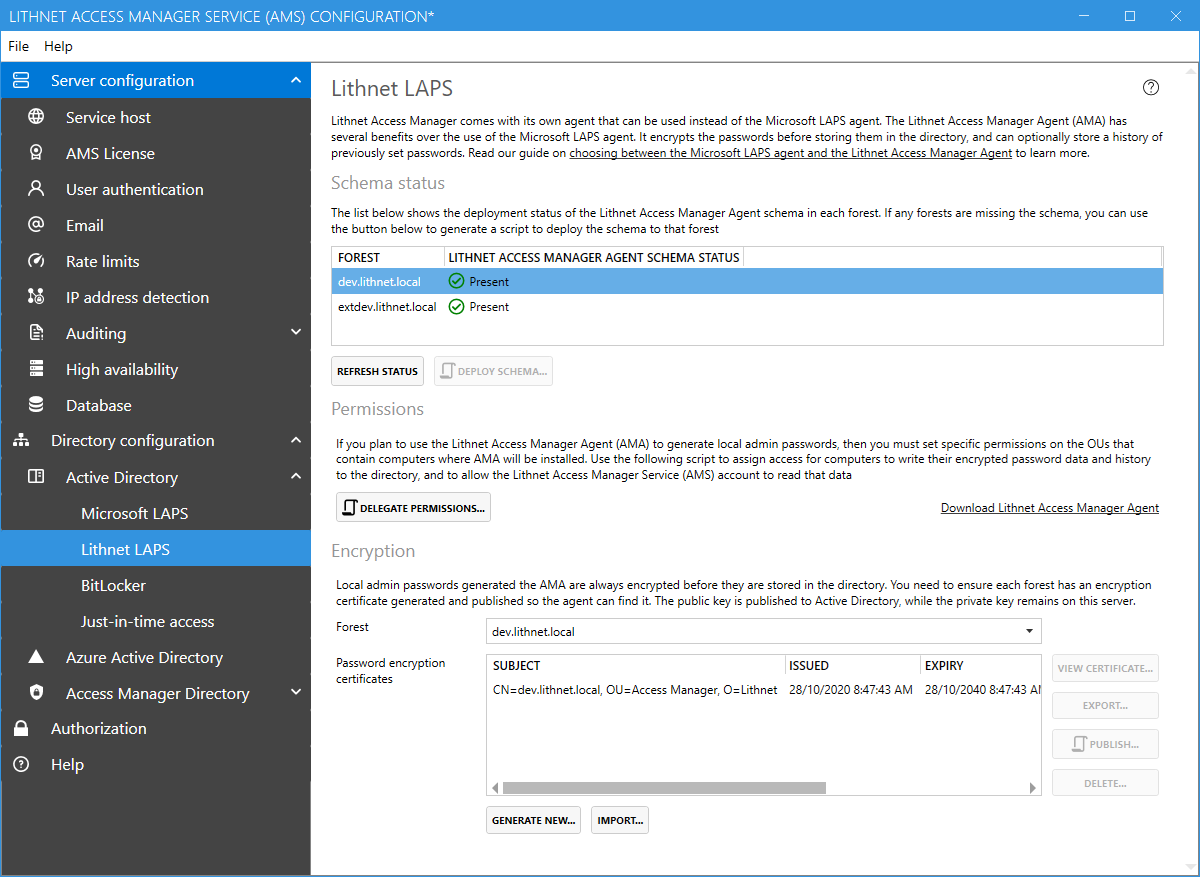 LITHNET ACCESS MANAGER SERVICE (AMS) CONFIGURATION*
File Help
Server configuration
Service host
AMS License
User authentication
Email
Rate limits
IP address detection
Auditing
High availability
Database
Directory configuration
Active Directory
Microsoft LAPS
Lithnet LAPS
BitLocker
Just-in-time access
Azure Active Directory
Access Manager Directory
Authorization
Help
Lithnet LAPS
Lithnet Access Manager comes with its own agent that can be used instead of the Microsoft LAPS agent. The Lithnet Access Manager Agent (AMA) has
several benefits over the use of the Microsoft LAPS agent. It encrypts the passwords before storing them in the directory, and can optionally store a history of
previously set passwords. Read our guide on choosing between the Microsoft LAPS agent and the Lithnet Access Manager Agent to learn more.
Schema status
The list below shows the deployment status of the Lithnet Access Manager Agent schema in each forest. If any forests are missing the schema, you can use
the button below to generate a script to deploy the schema to that forest
FOREST LITHNET ACCESS MANAGER AGENT SCHEMA STATUS
dev.lithnet.local Present
extdev.lithnet.local Present
REFRESH STATUS DEPLOY SCHEMA...
Permissions
If you plan to use the Lithnet Access Manager Agent (AMA) to generate local admin passwords, then you must set specific permissions on the OUs that
contain computers where AMA will be installed. Use the following script to assign access for computers to write their encrypted password data and history
to the directory, and to allow the Lithnet Access Manager Service (AMS) account to read that data
DELEGATE PERMISSIONS... Download Lithnet Access Manager Agent
Encryption
Local admin passwords generated the AMA are always encrypted before they are stored in the directory. You need to ensure each forest has an encryption
certificate generated and published so the agent can find it. The public key is published to Active Directory, while the private key remains on this server.
Forest dev.lithnet.local
Password encryption
certificates
SUBJECT ISSUED EXPIRY
CN=dev.lithnet.local, OU=Access Manager, O=Lithnet 28/10/2020 8:47:43 AM 28/10/2040 8:47:43 AM
VIEW CERTIFICATE...
EXPORT...
PUBLISH...
DELETE...
GENERATE NEW... IMPORT...